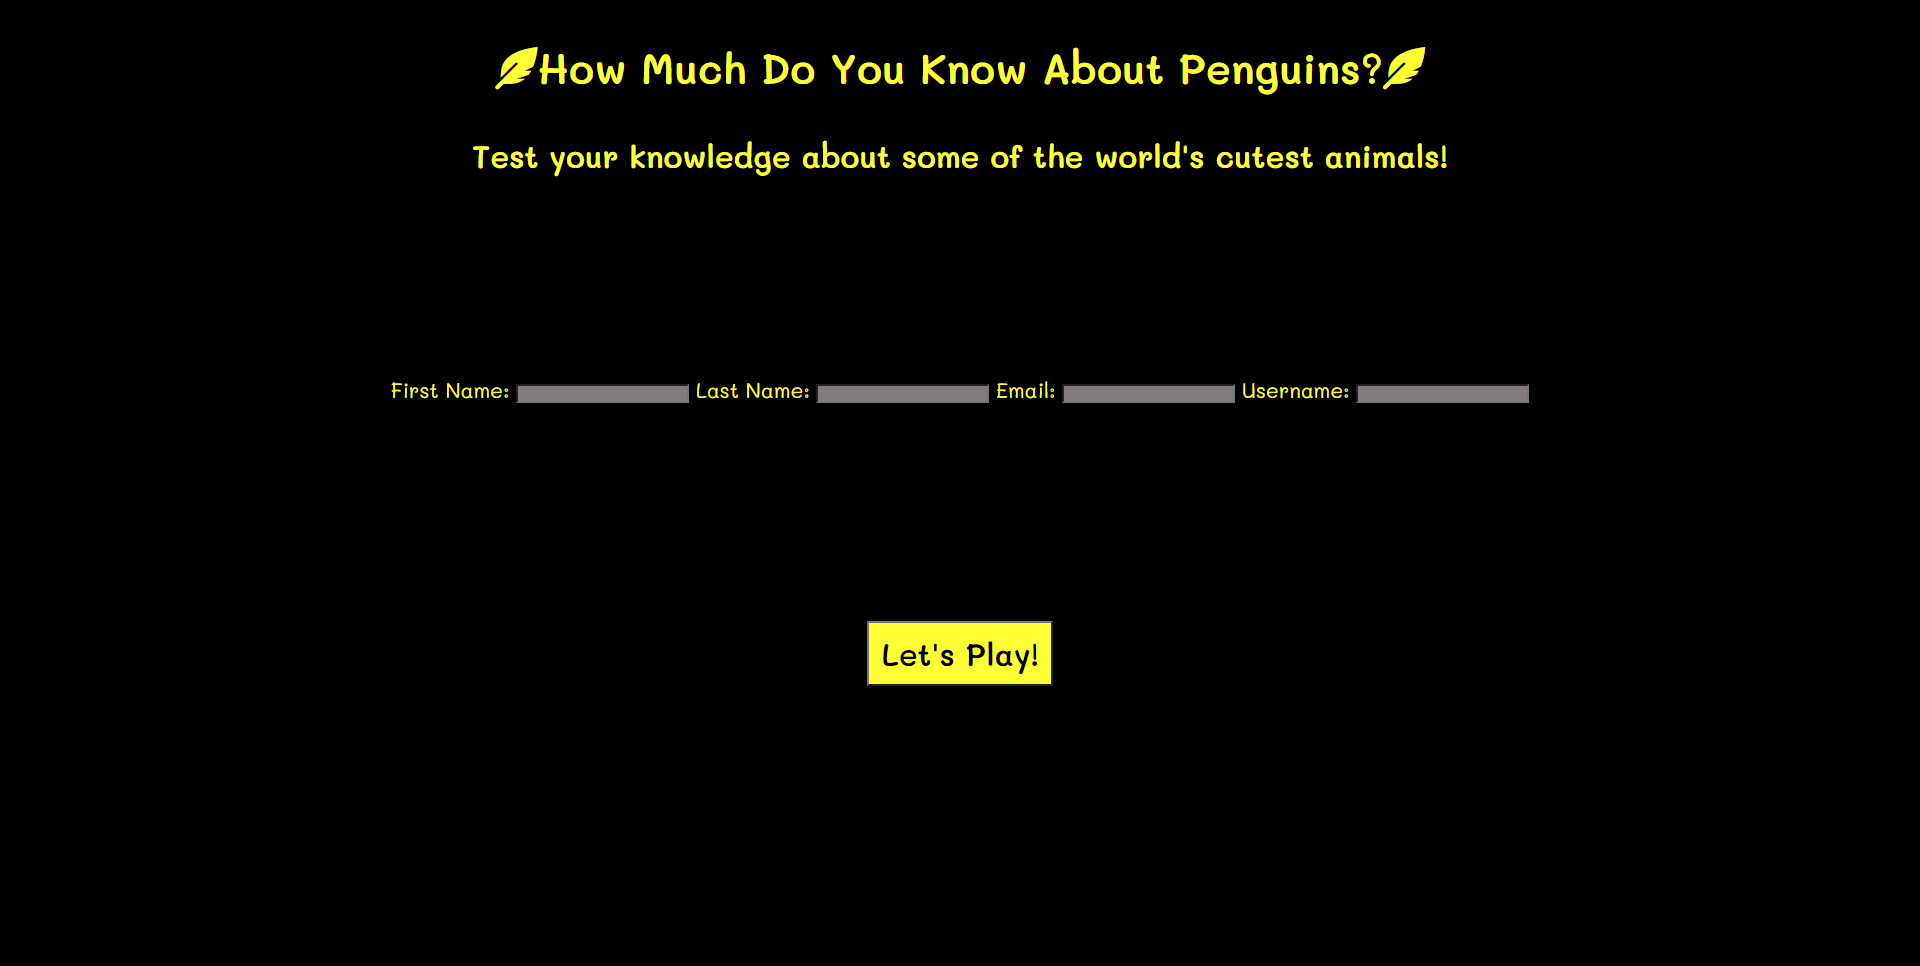 How Much Do You Know About Penguins?
Test your knowledge about some of the world's cutest animals!
First Name: Last Name: Email: Username:
Let's Play!